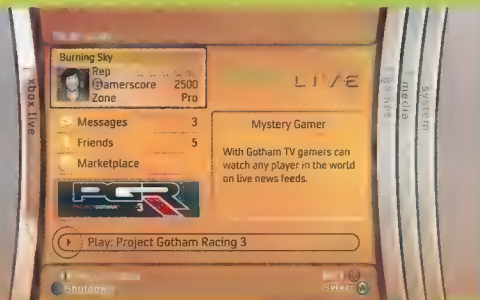 Burning Sky
Rep
Gamerscore 2500
Zone Pro
LIVE
Messages 3
Friends 5
Marketplace
Mystery Gamer
With Gotham TV gamers can
watch any player in the world
on live news feeds.
PGR
3
Play: Project Gotham Racing 3
Shutdown
Select A
xbox live
games
media
system